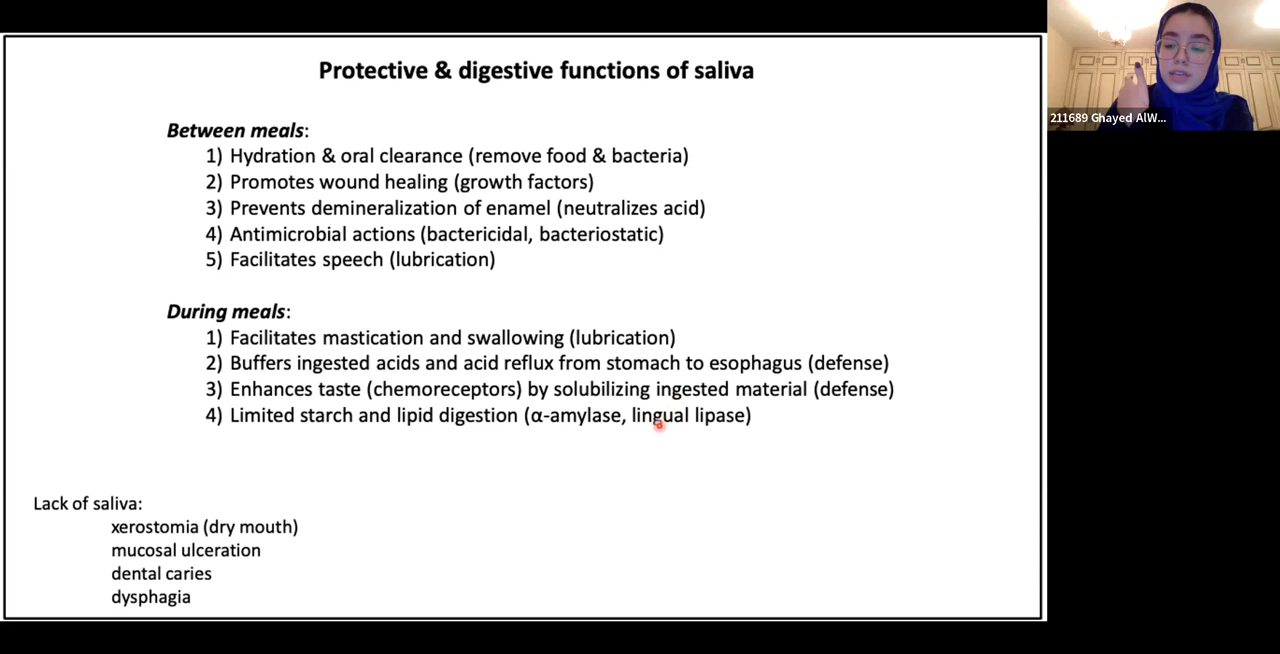 Protective & digestive functions of saliva
Between meals:
1) Hydration & oral clearance (remove food & bacteria)
2) Promotes wound healing (growth factors)
3) Prevents demineralization of enamel (neutralizes acid)
4) Antimicrobial actions (bactericidal, bacteriostatic)
5) Facilitates speech (lubrication)
During meals:
1) Facilitates mastication and swallowing (lubrication)
2) Buffers ingested acids and acid reflux from stomach to esophagus (defense)
3) Enhances taste (chemoreceptors) by solubilizing ingested material (defense)
4) Limited starch and lipid digestion (α-amylase, lingual lipase)
Lack of saliva:
xerostomia (dry mouth)
mucosal ulceration
dental caries
dysphagia
211689 Ghayed AlW...